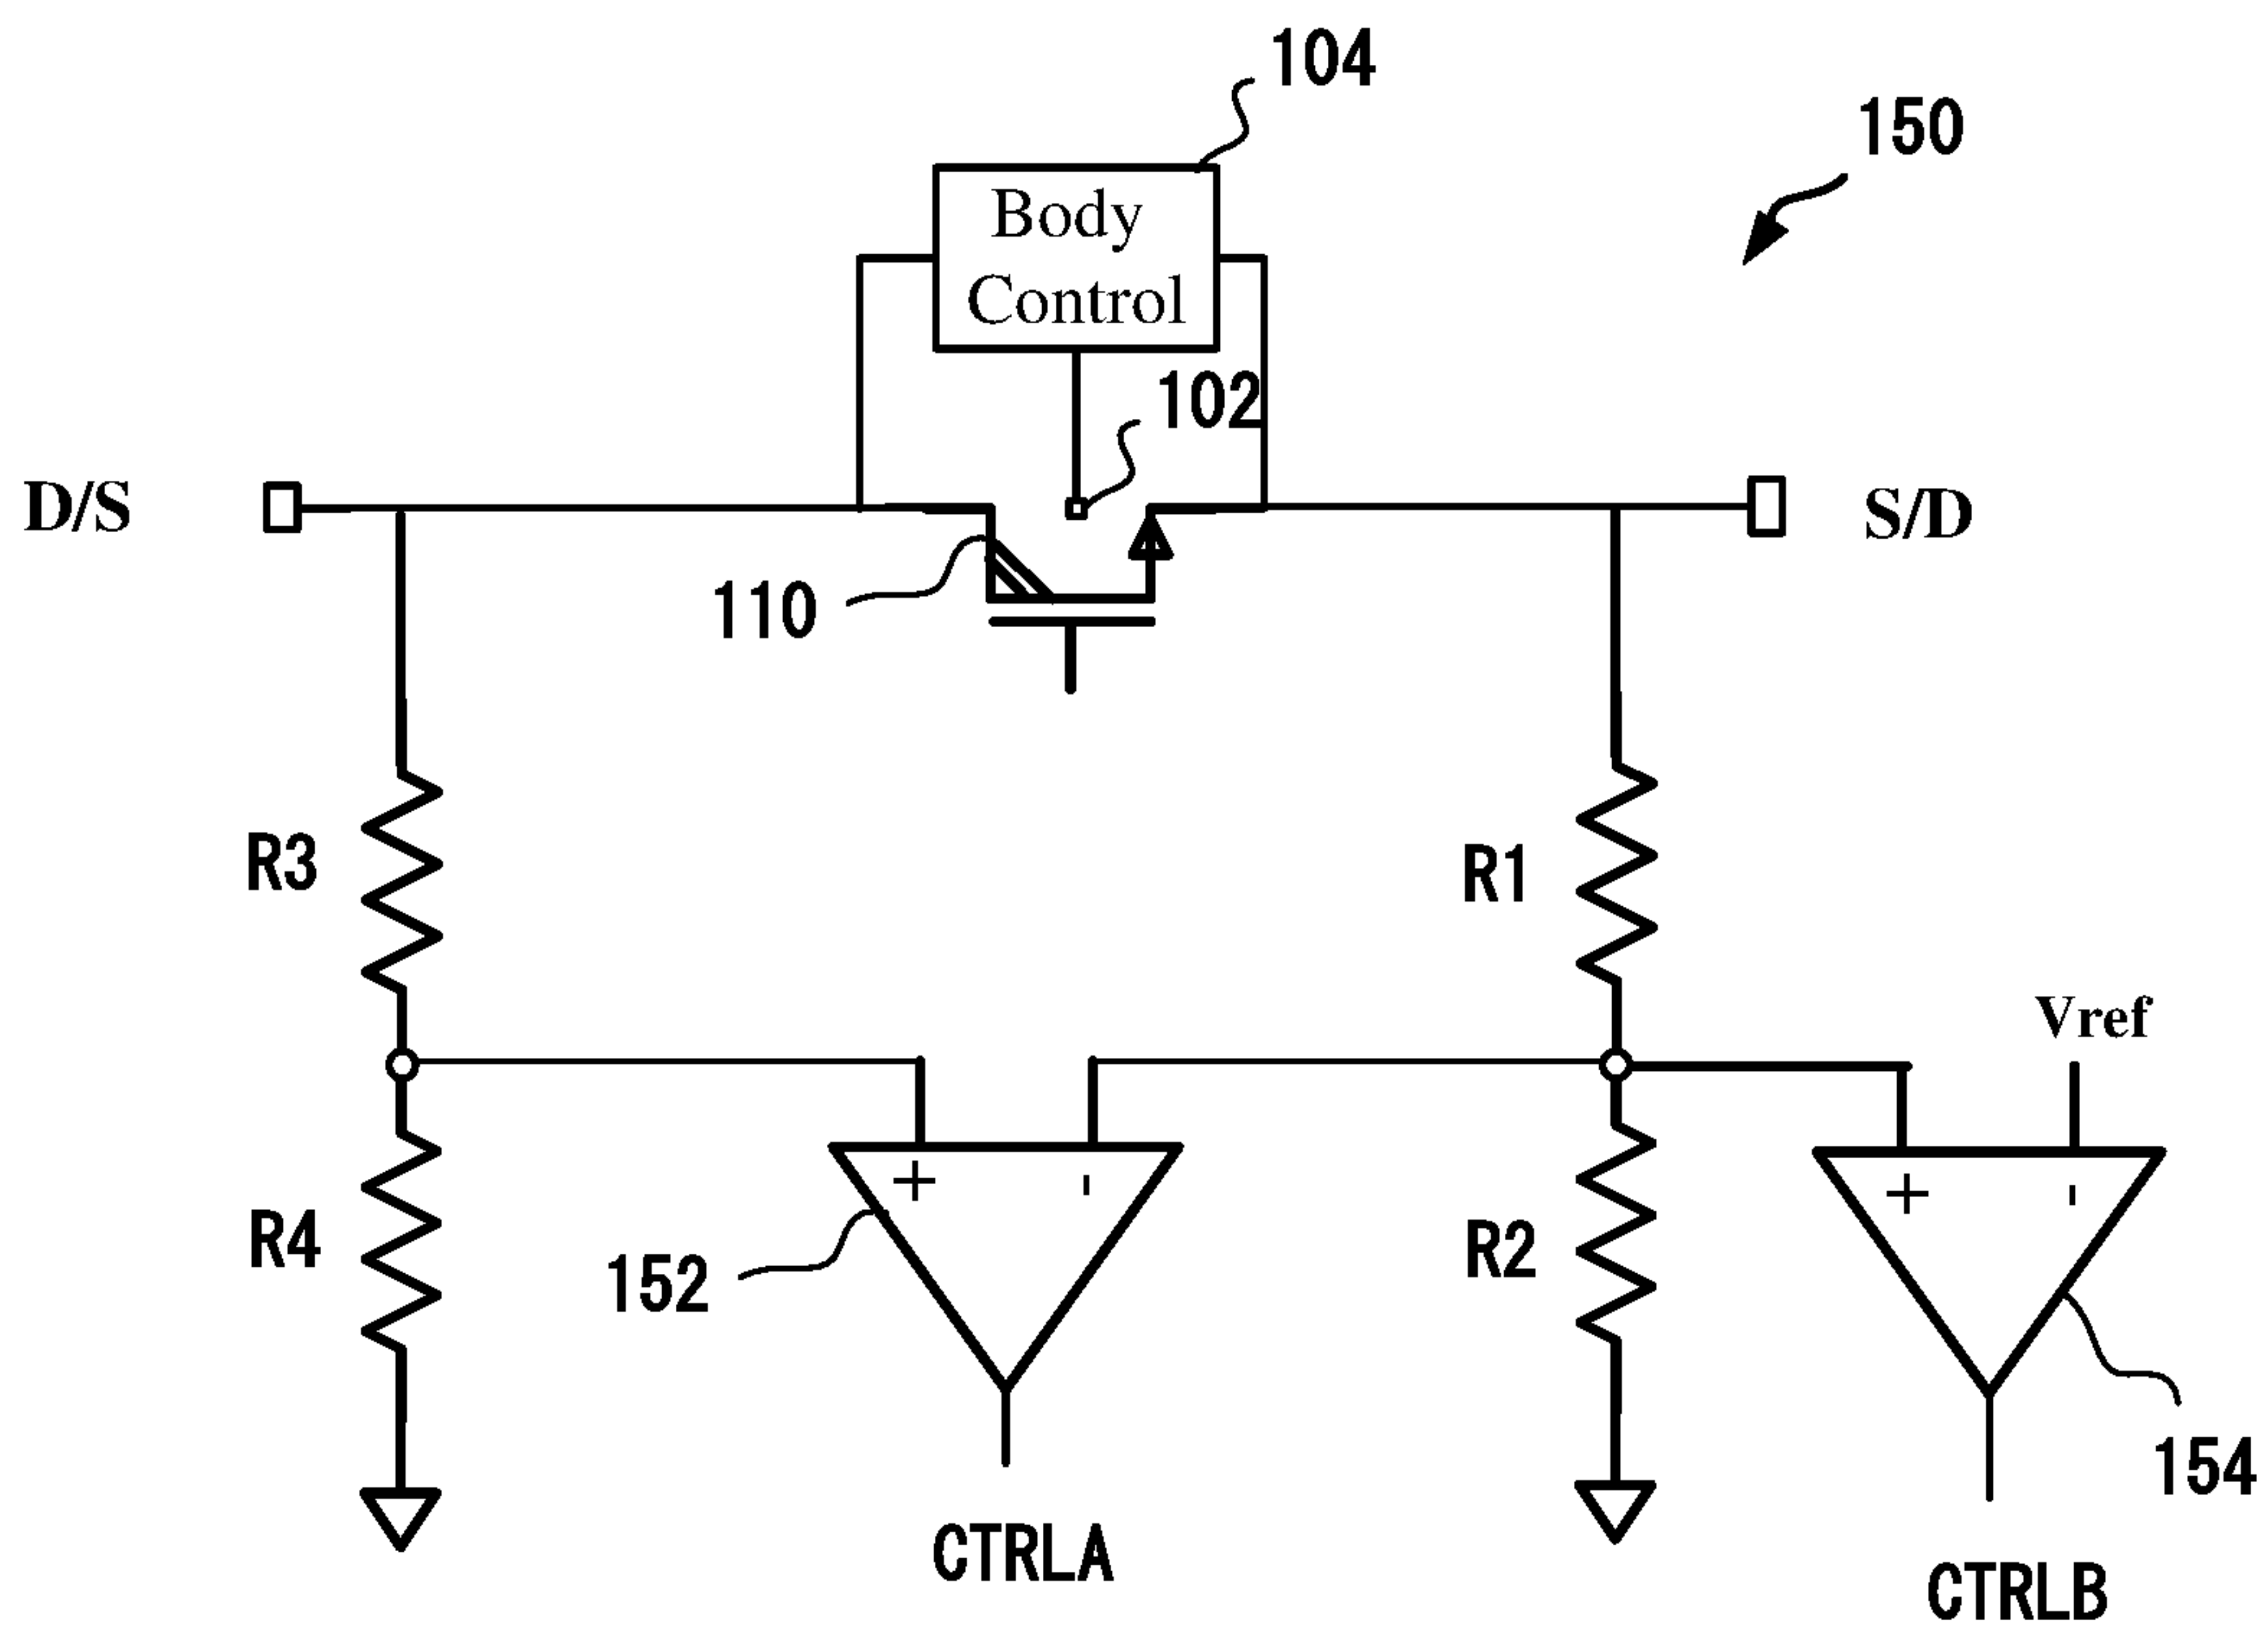 104
150
Body
Control
102
D/S
S/D
110
R3
R1
Vref
+
-
+
-
R4
152
R2
154
CTRLA
CTRLB